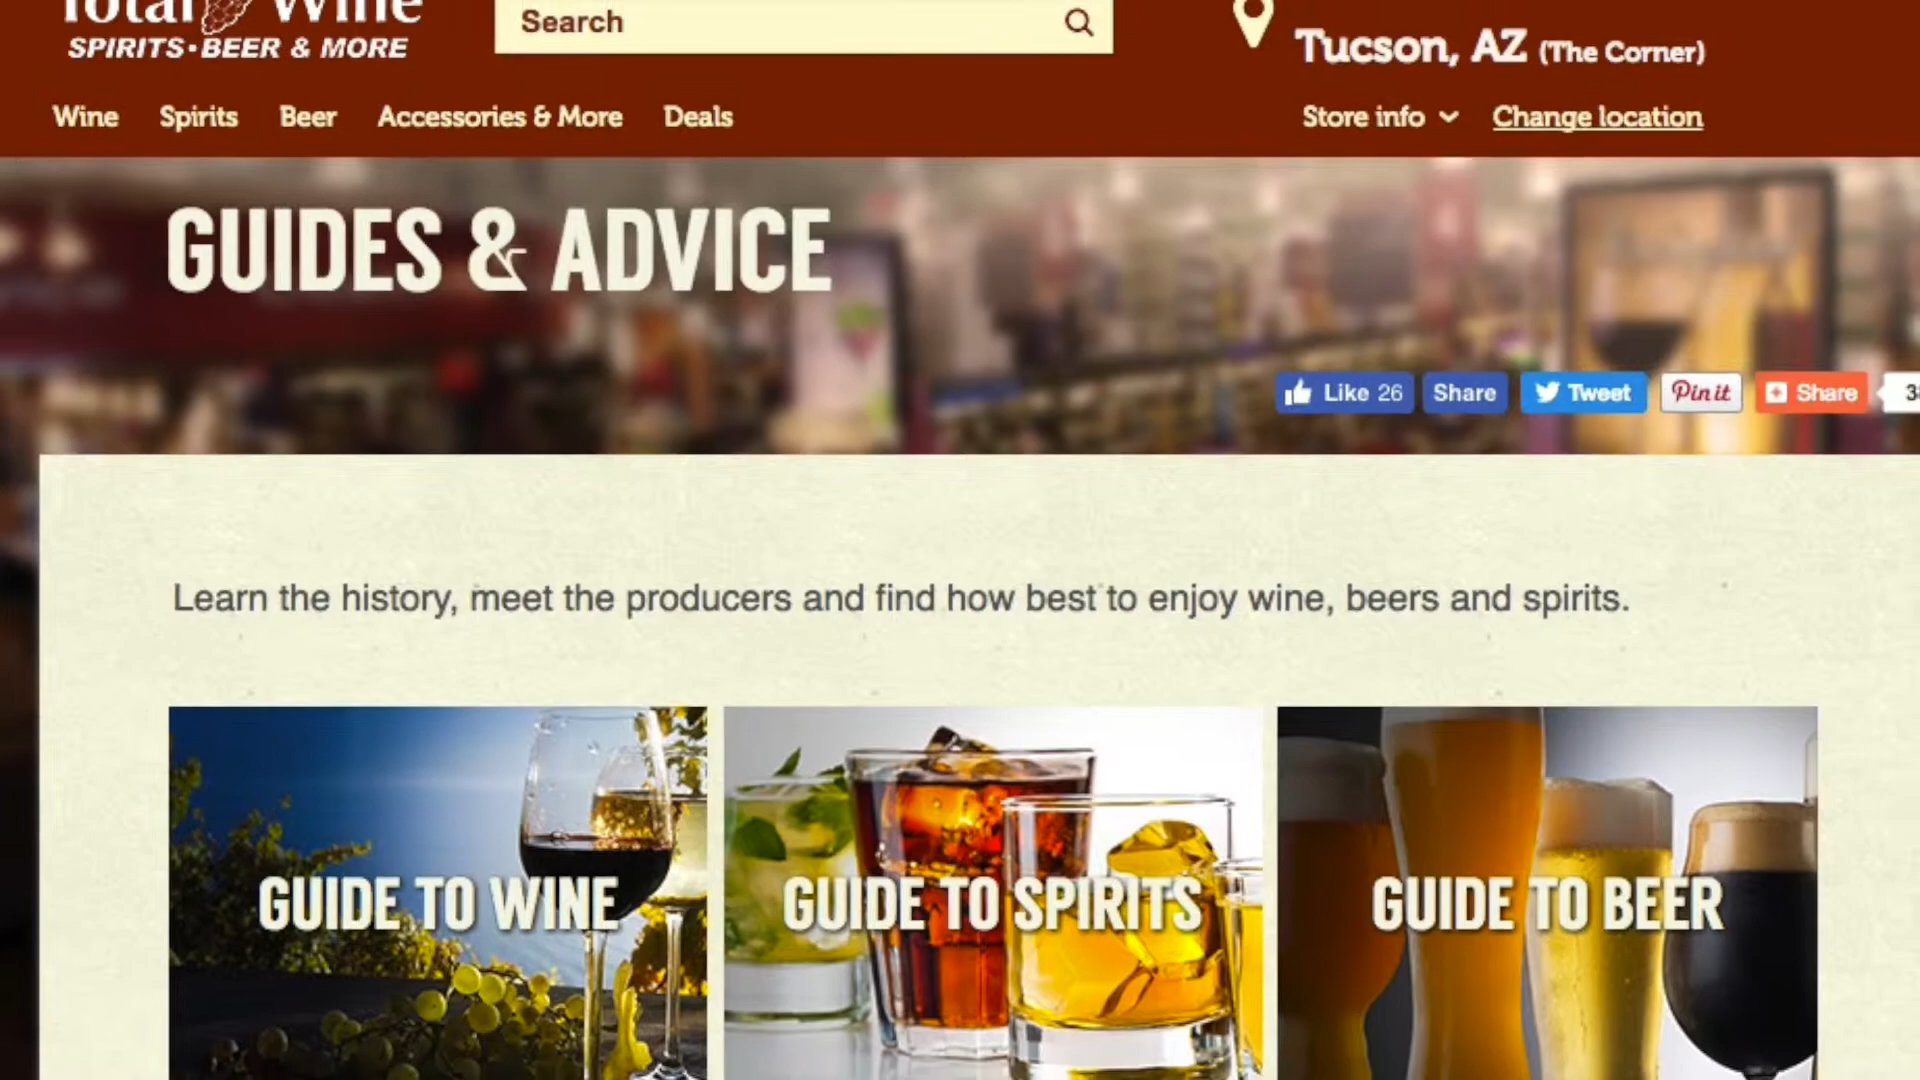 Total Wine
SPIRITS•BEER & MORE
Search
Tucson, AZ (The Corner)
Wine Spirits Beer Accessories & More Deals
Store info Change location
GUIDES & ADVICE
Like 26 Share Tweet Pin it Share
Learn the history, meet the producers and find how best to enjoy wine, beers and spirits.
GUIDE TO WINE
GUIDE TO SPIRITS
GUIDE TO BEER